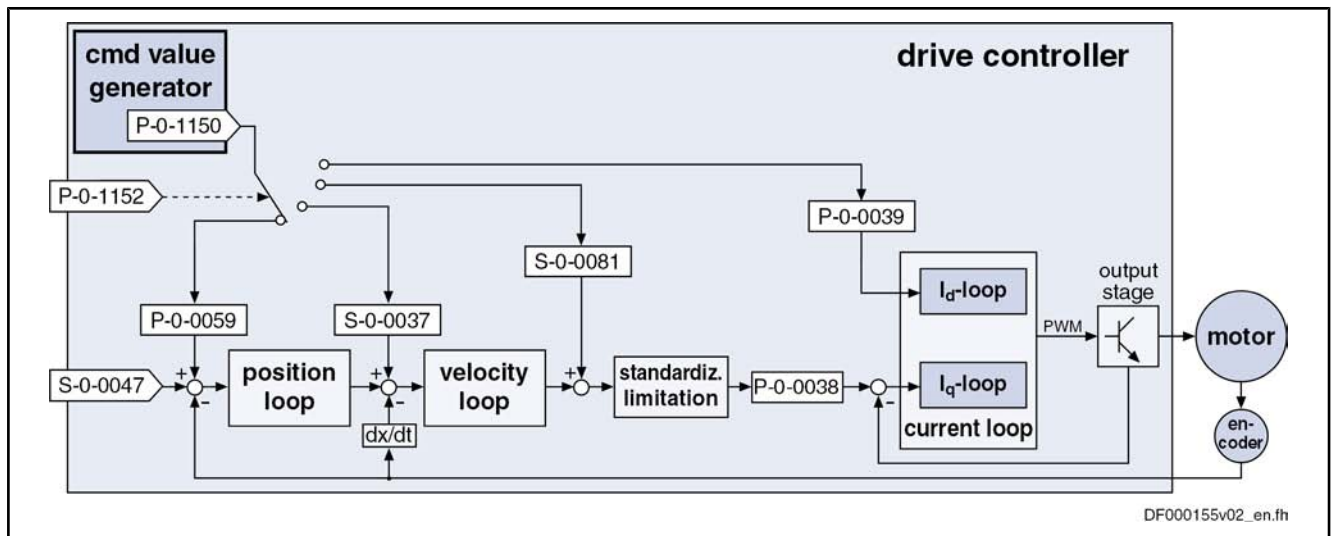 cmd value
generator
drive controller
P-0-1150
P-0-1152
P-0-0039
S-0-0081
P-0-0059
S-0-0037
Id-loop
output
stage
PWM
motor
S-0-0047
+
-
position
loop
+
-
velocity
loop
+
standardiz.
limitation
P-0-0038
-
Iq-loop
current loop
dx/dt
en-
coder
DF000155v02_en.fh